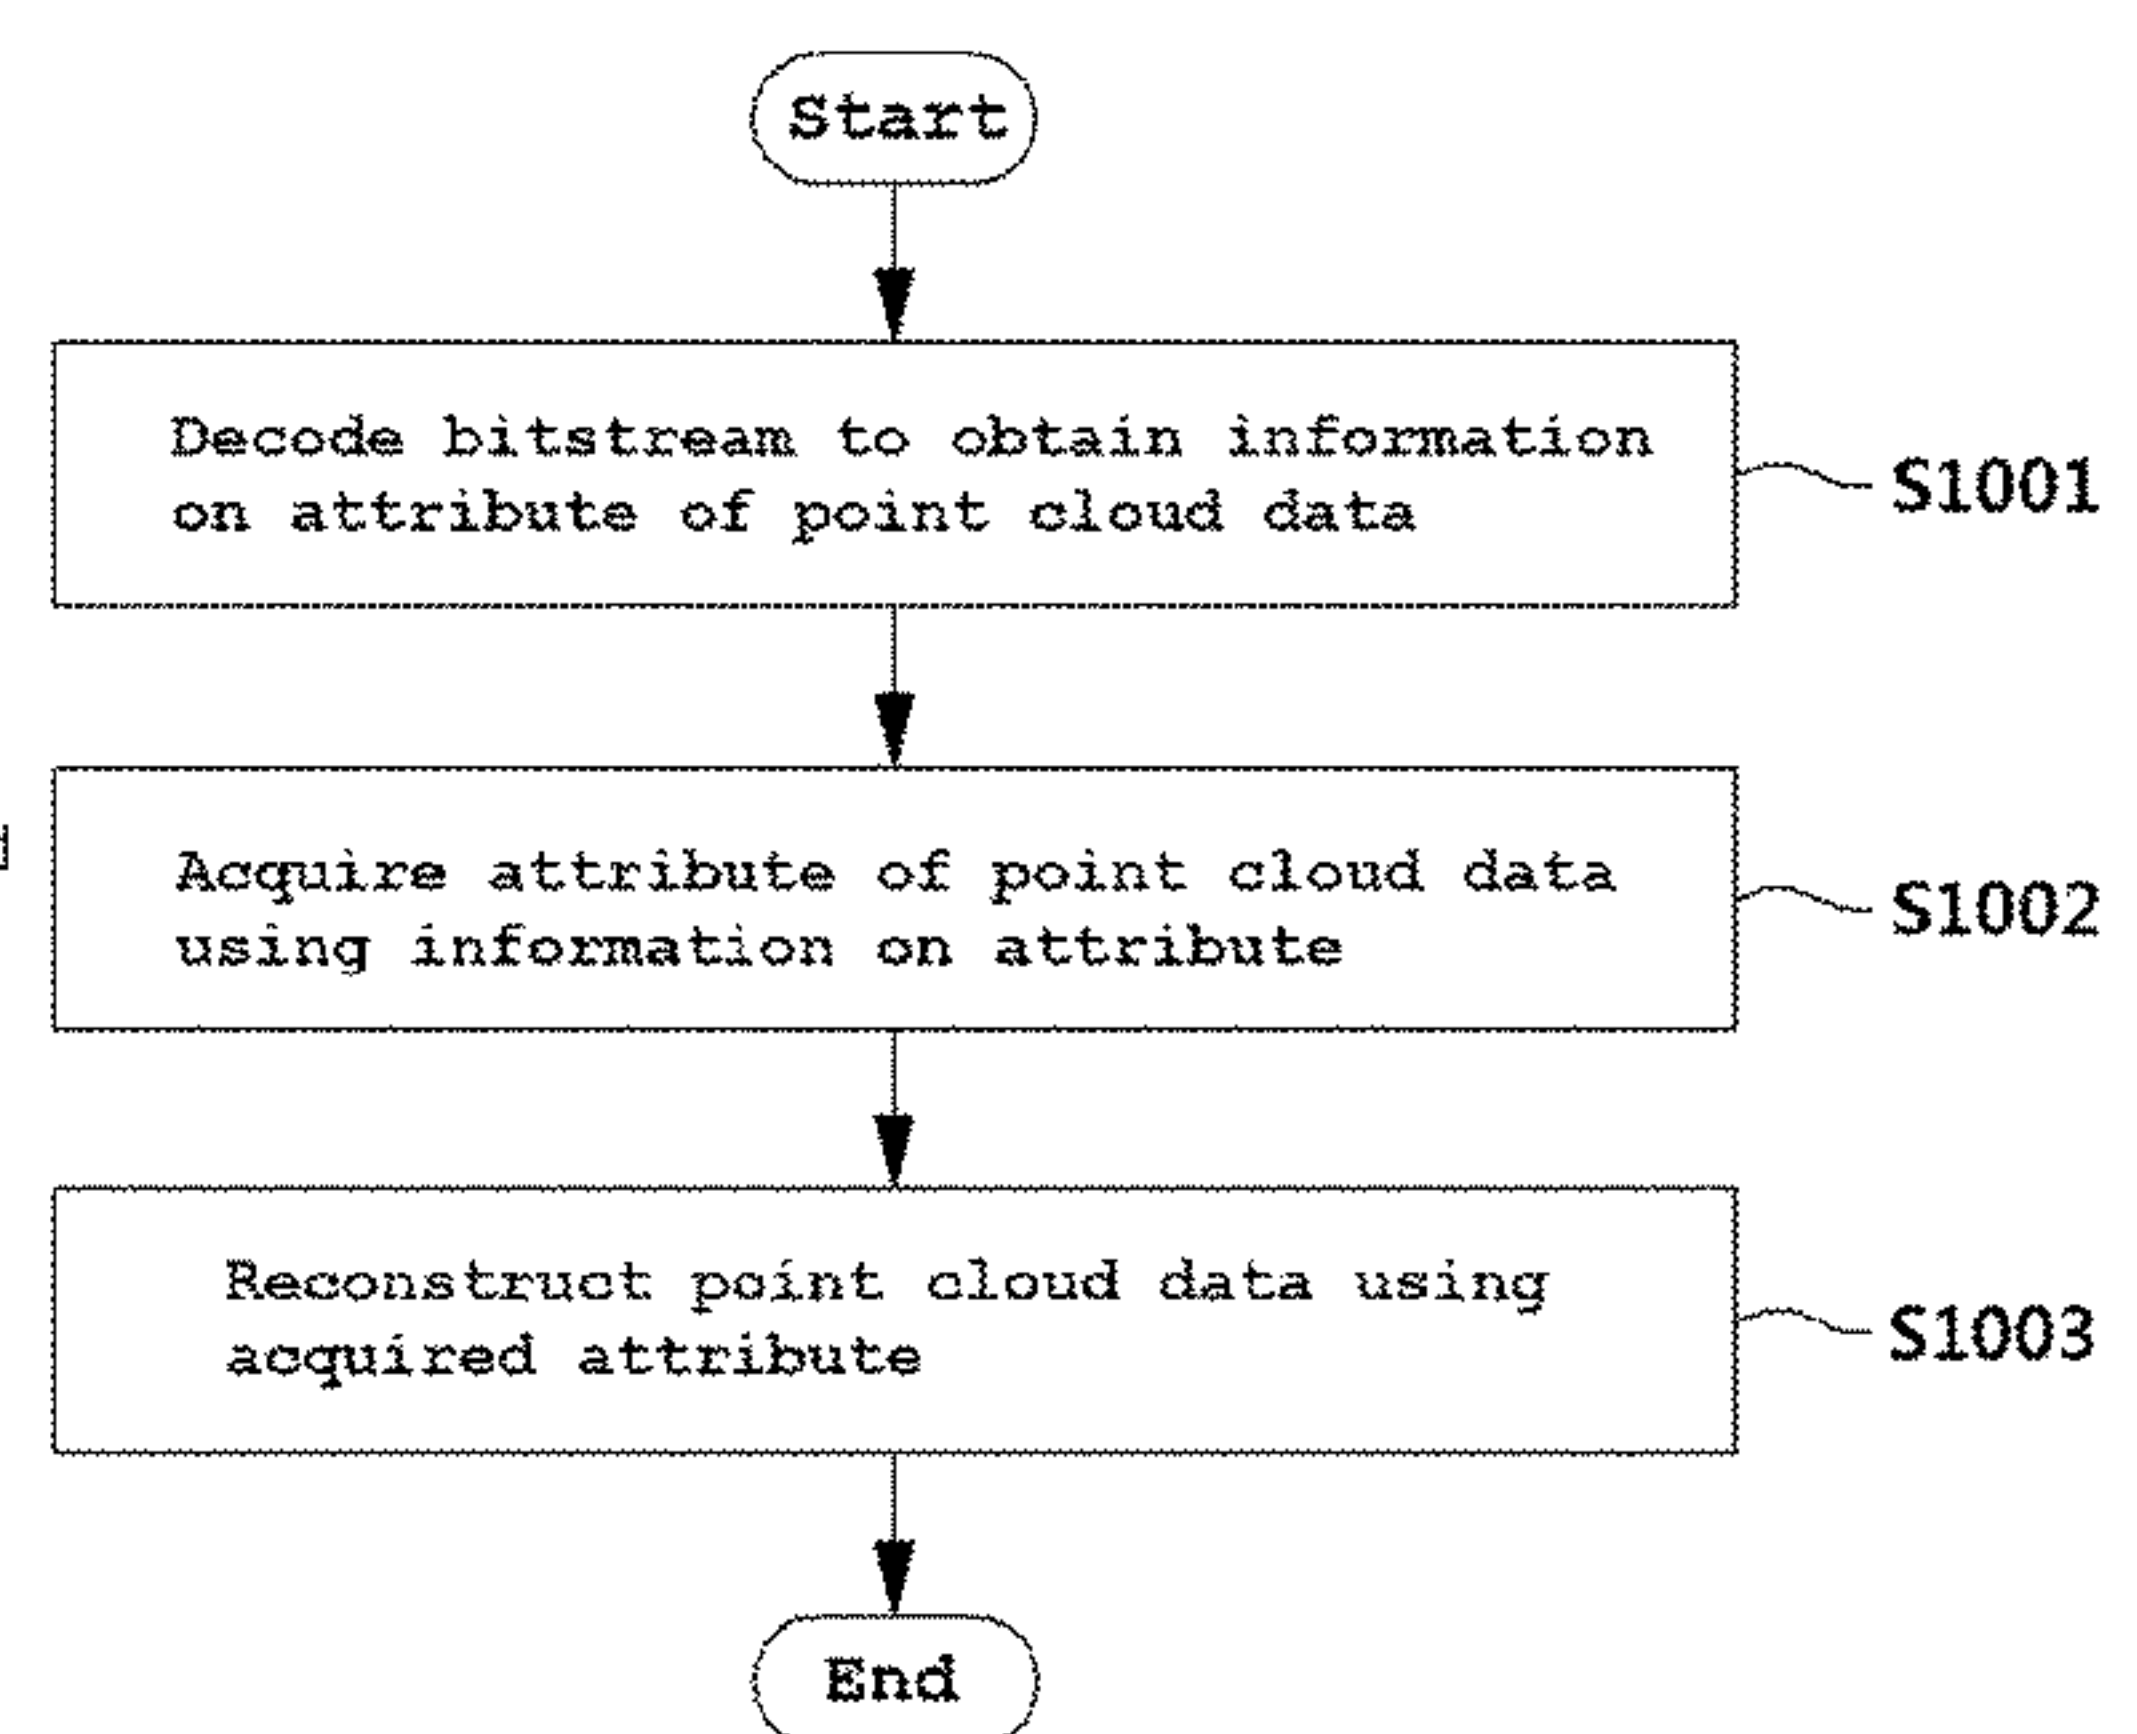 Start
Decode bitstream to obtain information
on attribute of point cloud data
S1001
Acquire attribute of point cloud data
using information on attribute
S1002
Reconstruct point cloud data using
acquired attribute
S1003
End